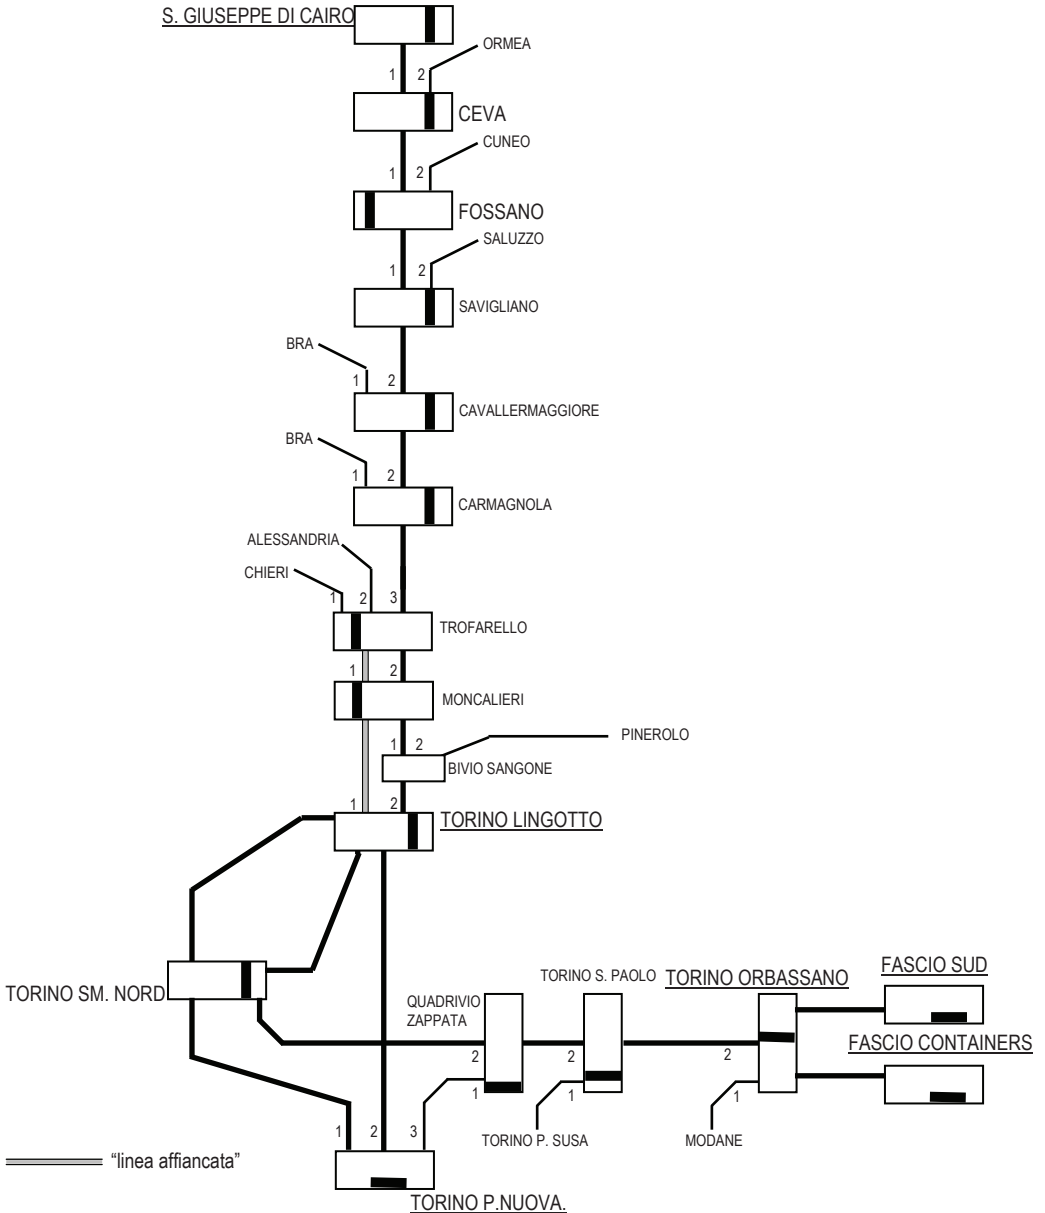 S. GIUSEPPE DI CAIRO
ORMEA
1 2
CEVA
CUNEO
1 2
FOSSANO
SALUZZO
1 2
SAVIGLIANO
BRA
1 2
CAVALLERMAGGIORE
BRA
1 2
CARMAGNOLA
ALESSANDRIA
CHIERI
1 2 3
TROFARELLO
1 2
MONCALIERI
PINEROLO
1 2
BIVIO SANGONE
1 2
TORINO LINGOTTO
TORINO SM. NORD
QUADRIVIO
ZAPPATA
2
1
TORINO S. PAOLO
2
1
TORINO ORBASSANO
2
1
FASCIO SUD
FASCIO CONTAINERS
TORINO P. SUSA
MODANE
1 2 3
"linea affiancata"
TORINO P.NUOVA.